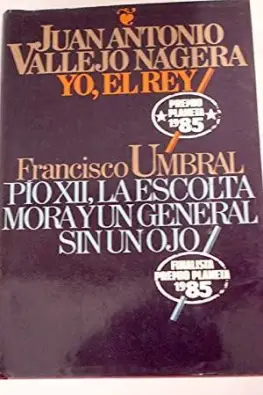 JUAN ANTONIO
VALLEJO NÁGERA
YO, EL REY
PREMIO
PLANETA
1985
Francisco UMBRAL
PIO XII, LA ESCOLTA
MORA Y UN GENERAL
SIN UN OJO
FINALISTA
PREMIO PLANETA
1985